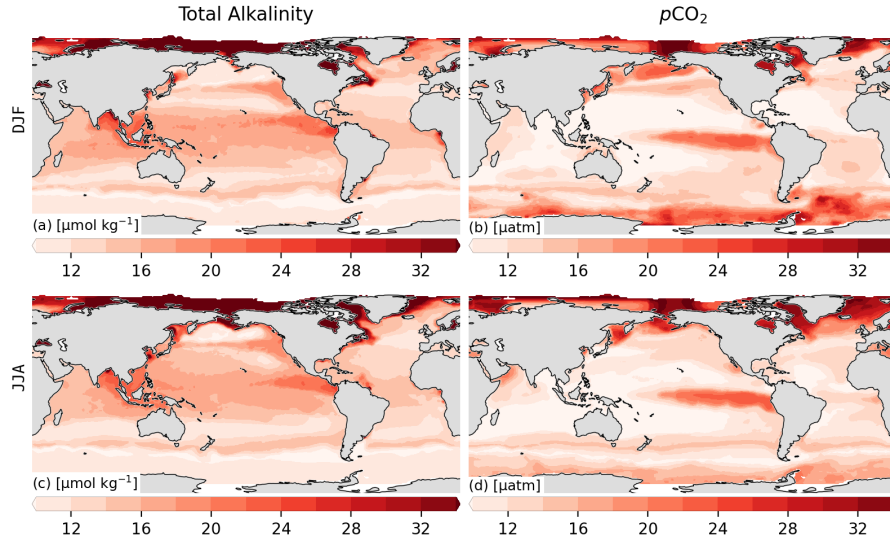 Total Alkalinity
pCO₂
DJF
(a) [µmol kg⁻¹]
(b) [µatm]
12 16 20 24 28 32
12 16 20 24 28 32
JJA
(c) [µmol kg⁻¹]
(d) [µatm]
12 16 20 24 28 32
12 16 20 24 28 32